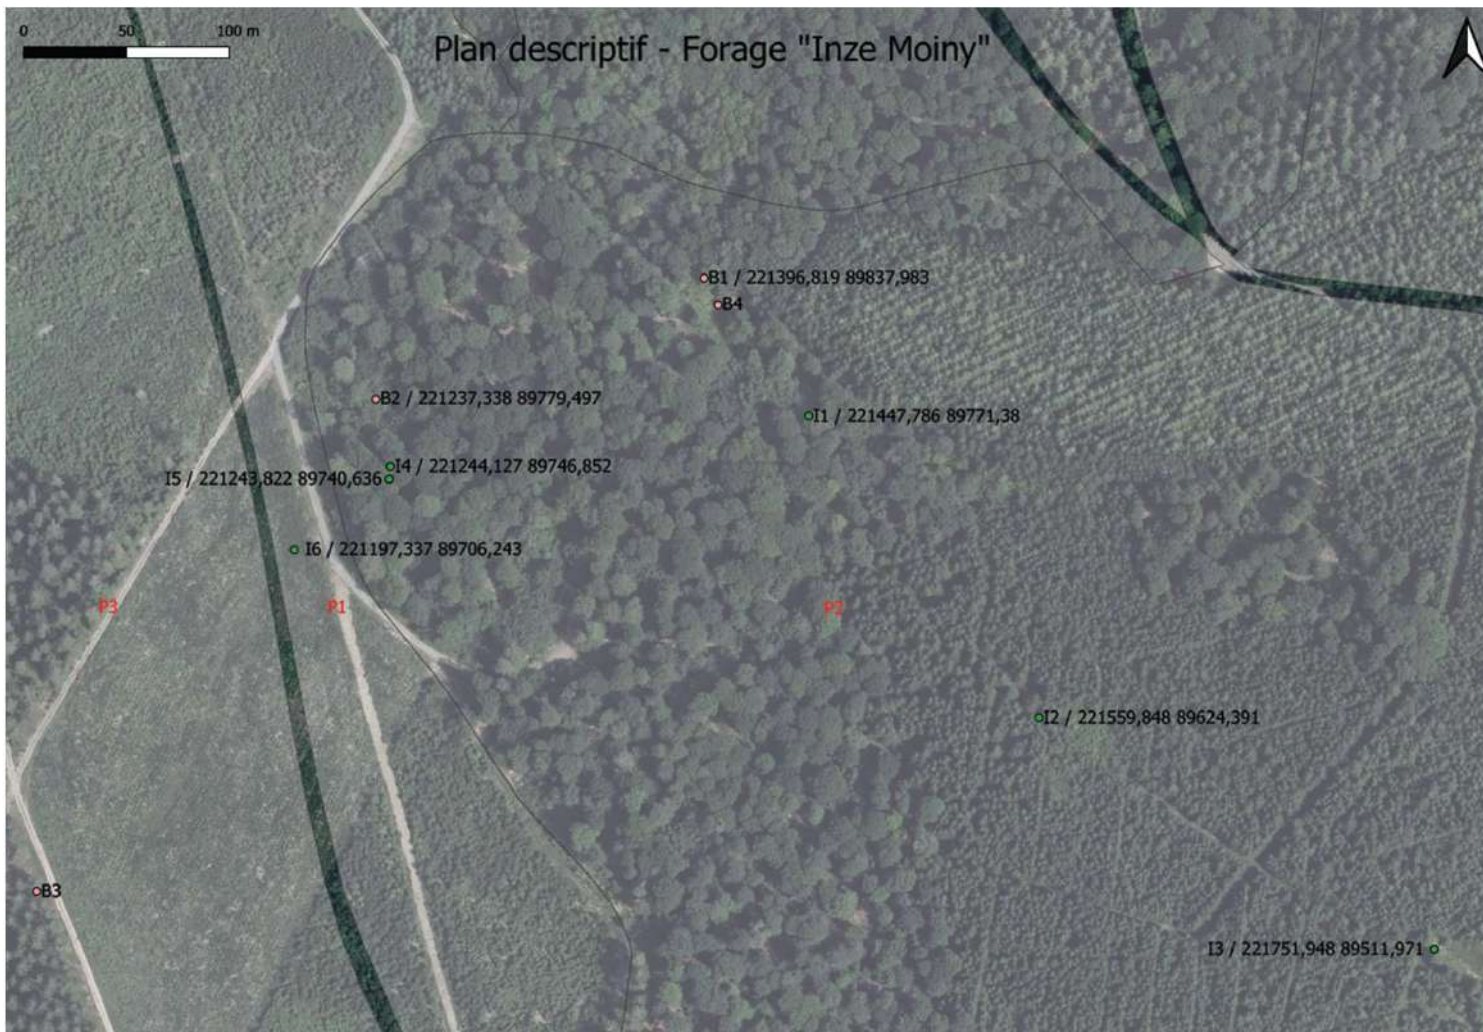 0 50 100 m
Plan descriptif - Forage "Inze Moiny"
B1 / 221396,819 89837,983
B4
B2 / 221237,338 89779,497
I1 / 221447,786 89771,38
I4 / 221244,127 89746,852
I5 / 221243,822 89740,636
I6 / 221197,337 89706,243
P3
P1
P2
I2 / 221559,848 89624,391
B3
I3 / 221751,948 89511,971